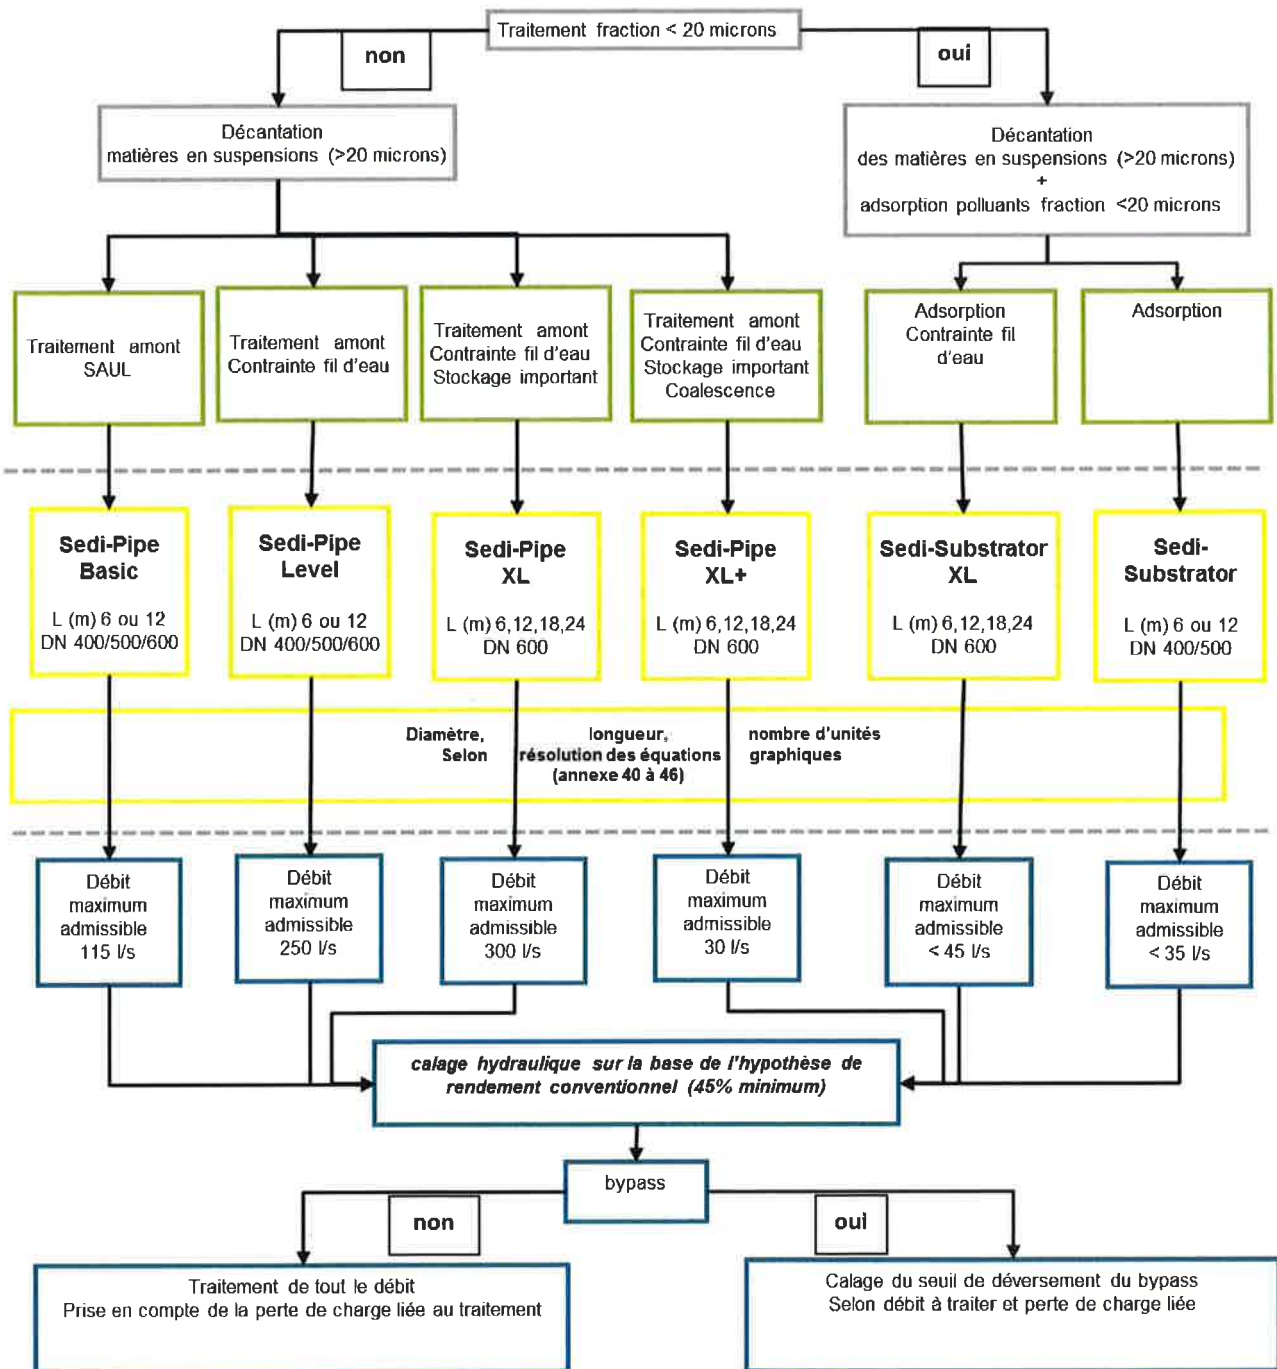 Traitement fraction < 20 microns
non
oui
Décantation
matières en suspensions (>20 microns)
Décantation
des matières en suspensions (>20 microns)
+
adsorption polluants fraction <20 microns
Traitement amont
SAUL
Traitement amont
Contrainte fil d'eau
Traitement amont
Contrainte fil d'eau
Stockage important
Traitement amont
Contrainte fil d'eau
Stockage important
Coalescence
Adsorption
Contrainte fil
d'eau
Adsorption
Sedi-Pipe
Basic
L (m) 6 ou 12
DN 400/500/600
Sedi-Pipe
Level
L (m) 6 ou 12
DN 400/500/600
Sedi-Pipe
XL
L (m) 6,12,18,24
DN 600
Sedi-Pipe
XL+
L (m) 6,12,18,24
DN 600
Sedi-Substrator
XL
L (m) 6,12,18,24
DN 600
Sedi-
Substrator
L (m) 6 ou 12
DN 400/500
Diamètre, longueur, nombre d'unités
Selon résolution des équations graphiques
(annexe 40 à 46)
Débit
maximum
admissible
115 l/s
Débit
maximum
admissible
250 l/s
Débit
maximum
admissible
300 l/s
Débit
maximum
admissible
30 l/s
Débit
maximum
admissible
< 45 l/s
Débit
maximum
admissible
< 35 l/s
calage hydraulique sur la base de l'hypothèse de
rendement conventionnel (45% minimum)
bypass
non
oui
Traitement de tout le débit
Prise en compte de la perte de charge liée au traitement
Calage du seuil de déversement du bypass
Selon débit à traiter et perte de charge liée